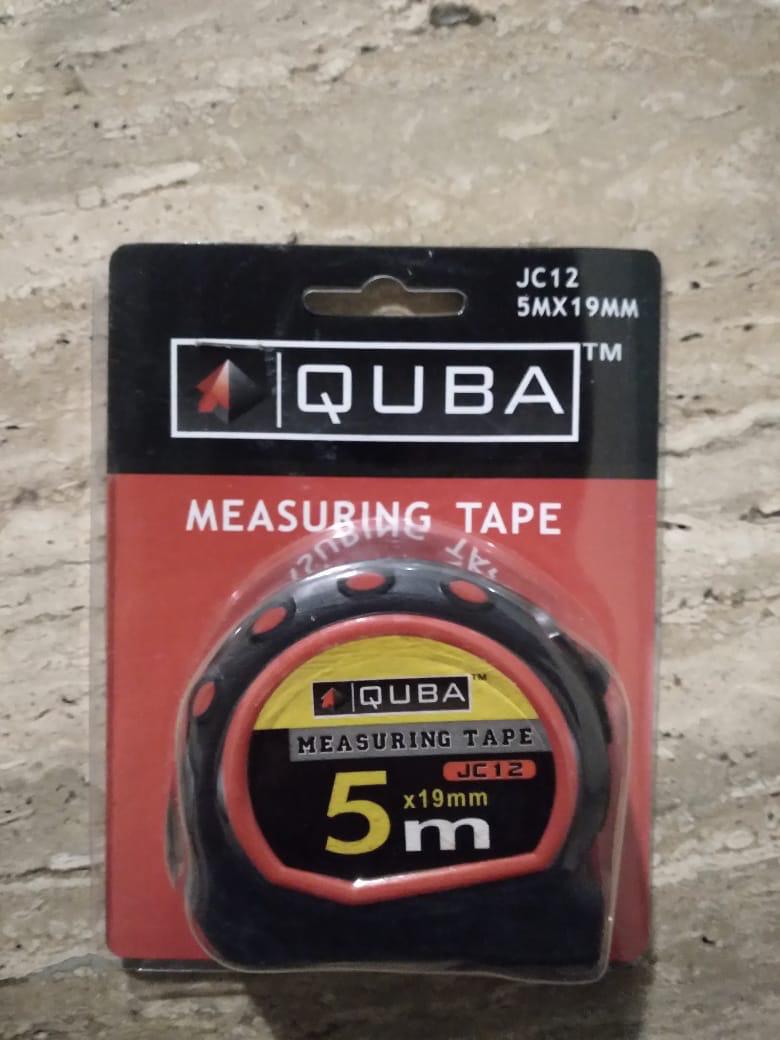 JC12
5MX19MM
QUBA™
MEASURING TAPE
QUBA™
MEASURING TAPE
JC12
5 x19mm
m